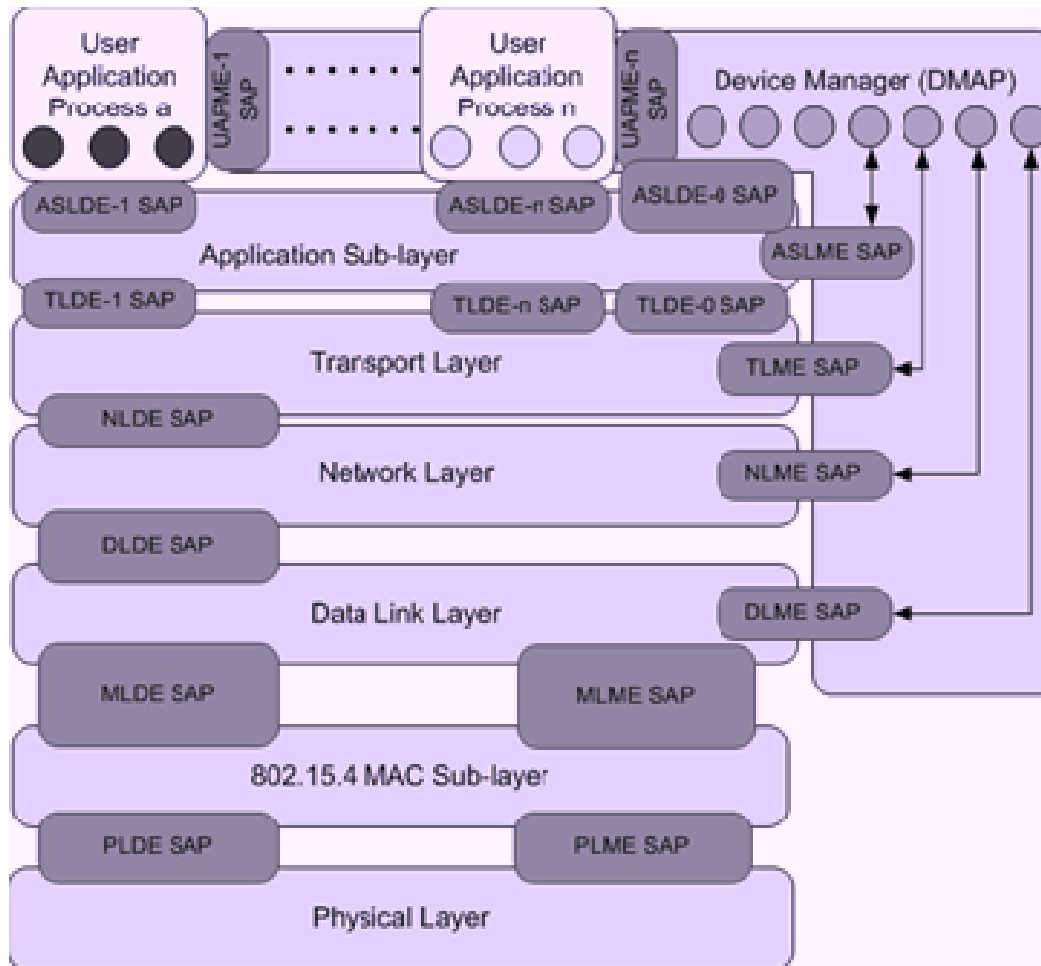 User
Application
Process a
UAPME-1
SAP
User
Application
Process n
UAPME-n
SAP
Device Manager (DMAP)
ASLDE-1 SAP
ASLDE-n SAP
ASLDE-0 SAP
Application Sub-layer
ASLME SAP
TLDE-1 SAP
TLDE-n SAP
TLDE-0 SAP
Transport Layer
TLME SAP
NLDE SAP
Network Layer
NLME SAP
DLDE SAP
Data Link Layer
DLME SAP
MLDE SAP
MLME SAP
802.15.4 MAC Sub-layer
PLDE SAP
PLME SAP
Physical Layer